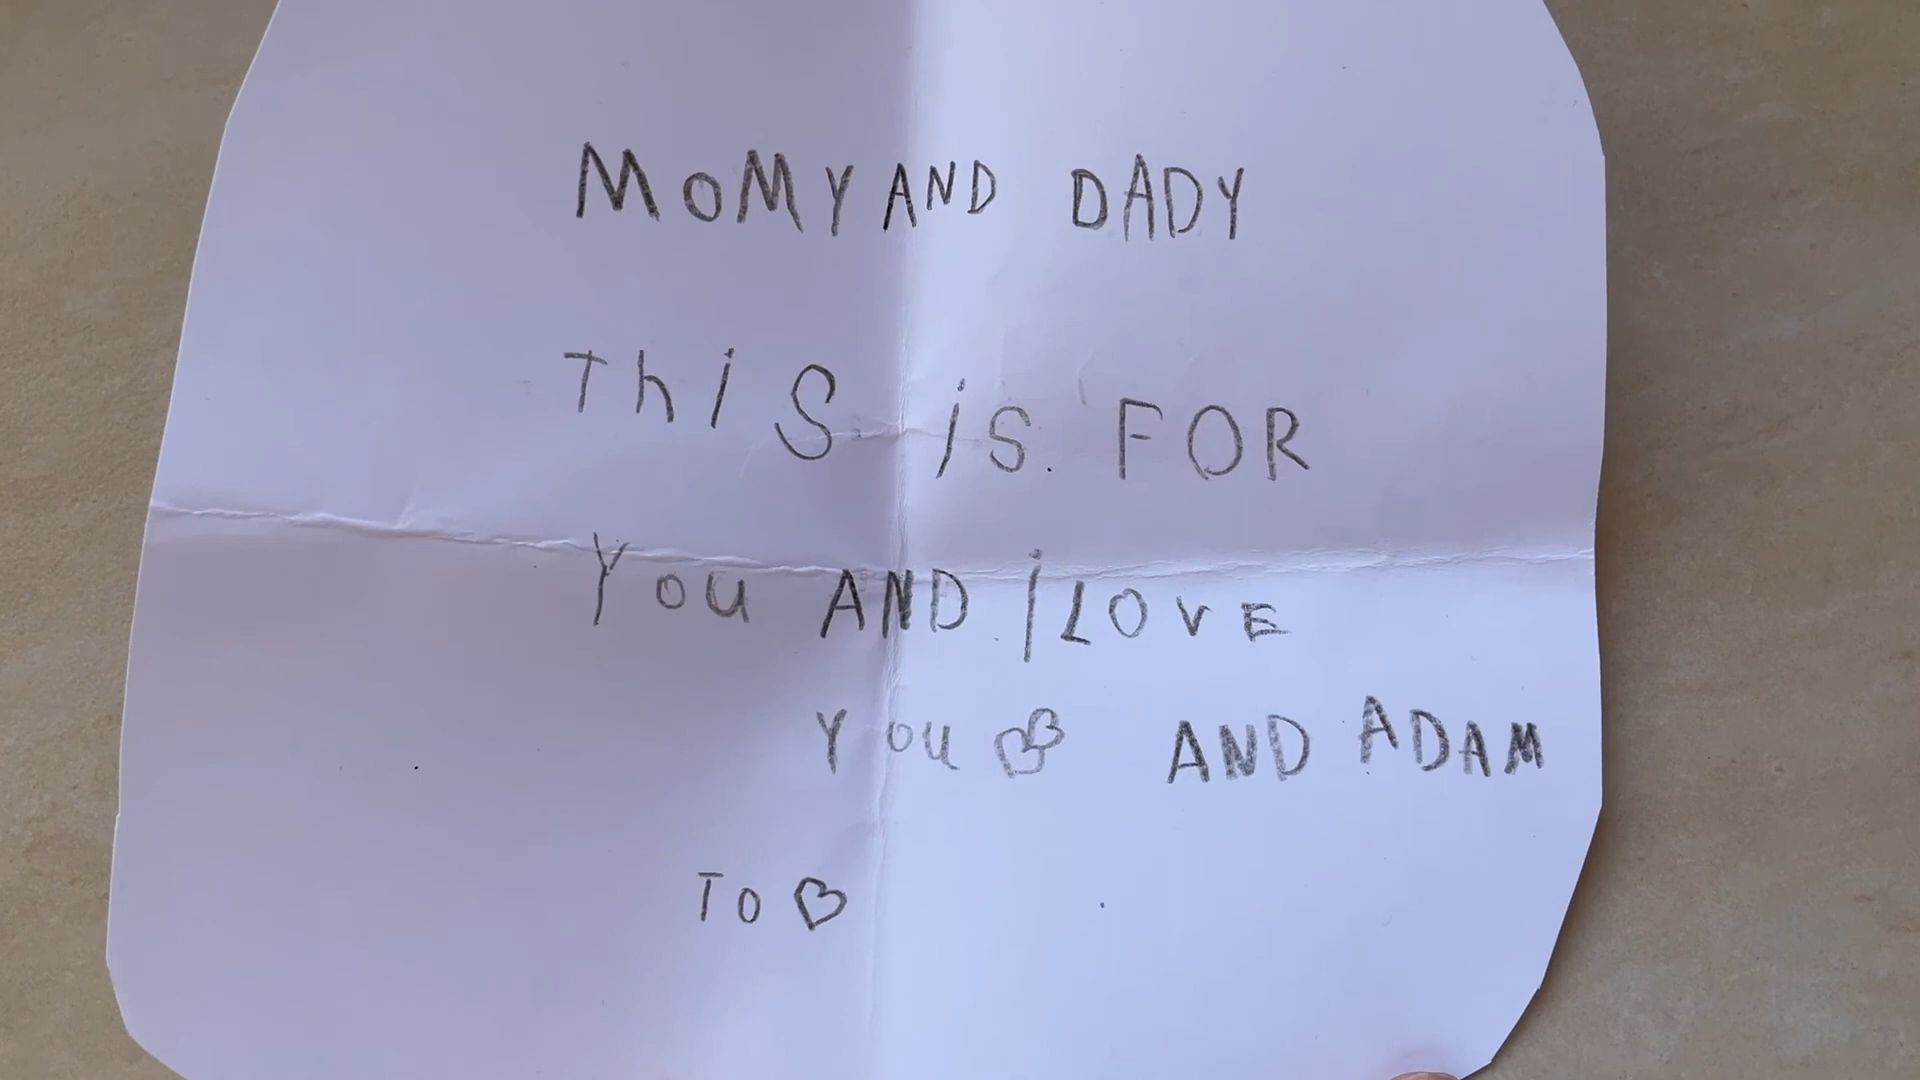 MoMY AND DADY
ThiS iS. FOR
You AND i LOVE
You AND ADAM
To